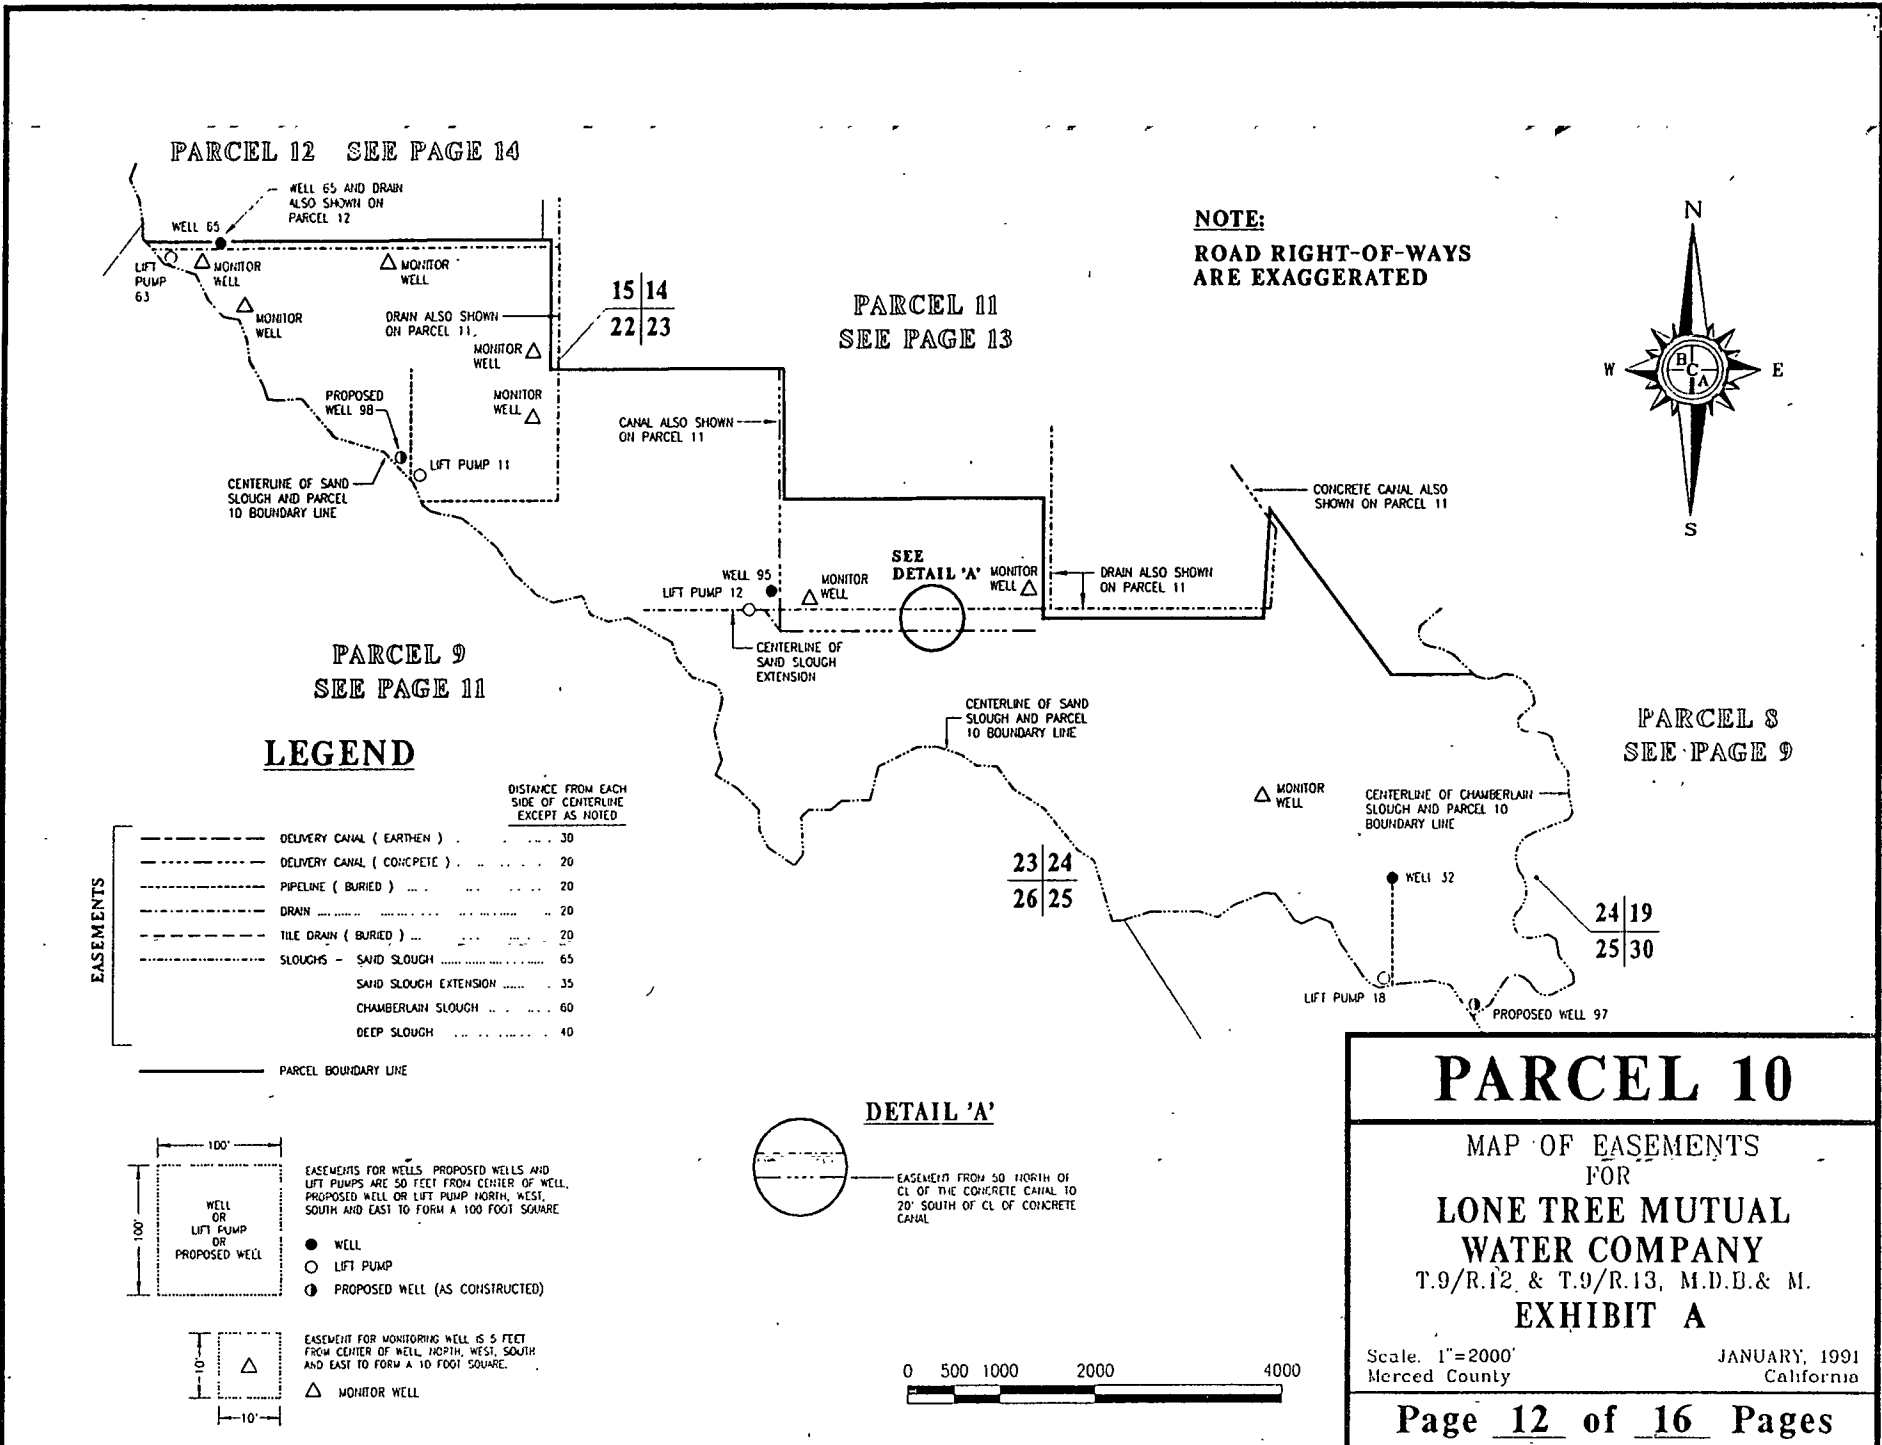 PARCEL 12 SEE PAGE 14
WELL 65 AND DRAIN
ALSO SHOWN ON
PARCEL 12
WELL 65
LIFT
PUMP
63
MONITOR
WELL
MONITOR
WELL
MONITOR
WELL
DRAIN ALSO SHOWN
ON PARCEL 11
MONITOR
WELL
MONITOR
WELL
15 14
22 23
PARCEL 11
SEE PAGE 13
NOTE:
ROAD RIGHT-OF-WAYS
ARE EXAGGERATED
N
W
E
S
B
C
A
PROPOSED
WELL 98
LIFT PUMP 11
CENTERLINE OF SAND
SLOUGH AND PARCEL
10 BOUNDARY LINE
CANAL ALSO SHOWN
ON PARCEL 11
CONCRETE CANAL ALSO
SHOWN ON PARCEL 11
WELL 95
LIFT PUMP 12
MONITOR
WELL
SEE
DETAIL 'A'
MONITOR
WELL
DRAIN ALSO SHOWN
ON PARCEL 11
CENTERLINE OF
SAND SLOUGH
EXTENSION
PARCEL 9
SEE PAGE 11
CENTERLINE OF SAND
SLOUGH AND PARCEL
10 BOUNDARY LINE
PARCEL 8
SEE PAGE 9
MONITOR
WELL
CENTERLINE OF CHAMBERLAIN
SLOUGH AND PARCEL 10
BOUNDARY LINE
23 24
26 25
WELL 32
24 19
25 30
LIFT PUMP 18
PROPOSED WELL 97
LEGEND
DISTANCE FROM EACH
SIDE OF CENTERLINE
EXCEPT AS NOTED
EASEMENTS
DELIVERY CANAL ( EARTHEN ) 30
DELIVERY CANAL ( CONCRETE ) 20
PIPELINE ( BURIED ) 20
DRAIN 20
TILE DRAIN ( BURIED ) 20
SLOUGHS - SAND SLOUGH 65
SAND SLOUGH EXTENSION 35
CHAMBERLAIN SLOUGH 60
DEEP SLOUGH 40
PARCEL BOUNDARY LINE
100'
100'
WELL
OR
LIFT PUMP
OR
PROPOSED WELL
EASEMENTS FOR WELLS PROPOSED WELLS AND
LIFT PUMPS ARE 50 FEET FROM CENTER OF WELL,
PROPOSED WELL OR LIFT PUMP NORTH, WEST,
SOUTH AND EAST TO FORM A 100 FOOT SQUARE
WELL
LIFT PUMP
PROPOSED WELL (AS CONSTRUCTED)
10'
10'
EASEMENT FOR MONITORING WELL IS 5 FEET
FROM CENTER OF WELL, NORTH, WEST, SOUTH
AND EAST TO FORM A 10 FOOT SQUARE.
MONITOR WELL
DETAIL 'A'
EASEMENT FROM 50 NORTH OF
CL OF THE CONCRETE CANAL TO
20' SOUTH OF CL OF CONCRETE
CANAL
0 500 1000 2000 4000
PARCEL 10
MAP OF EASEMENTS
FOR
LONE TREE MUTUAL
WATER COMPANY
T.9/R.12 & T.9/R.13, M.D.B.& M.
EXHIBIT A
Scale. 1"=2000'
JANUARY, 1991
Merced County
California
Page 12 of 16 Pages